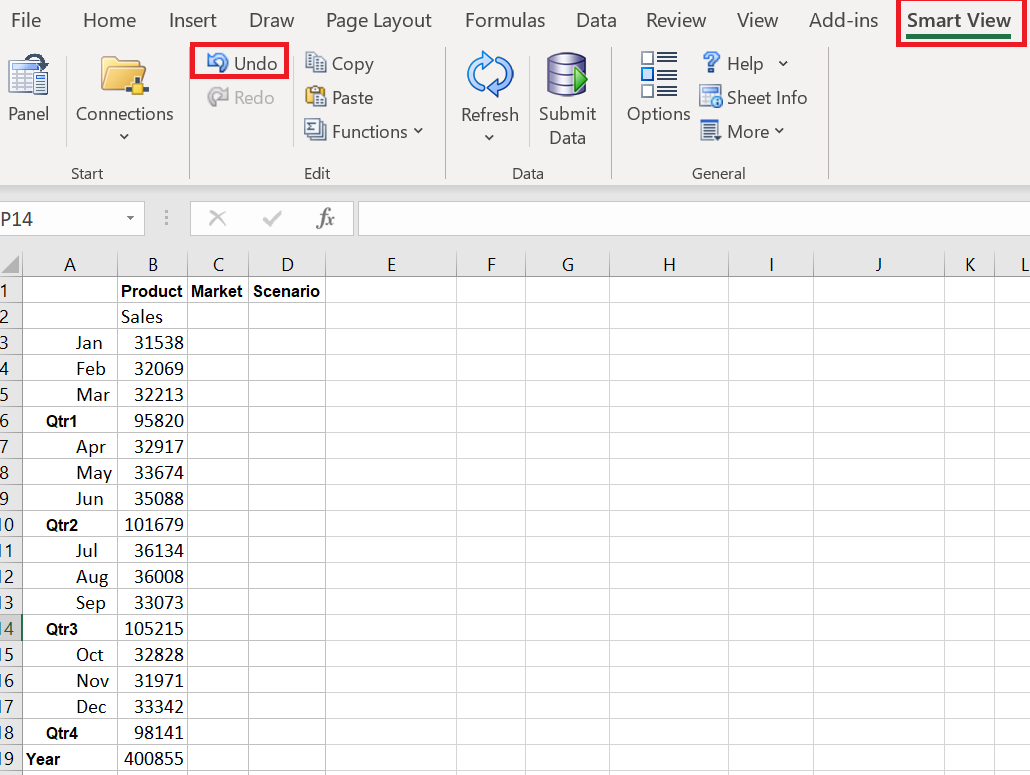 File Home Insert Draw Page Layout Formulas Data Review View Add-ins Smart View
Undo Copy Help
Redo Paste Sheet Info
Panel Connections Functions Refresh Submit Data Options More
Start Edit Data General
P14 fx
A B C D E F G H I J K L
1 Product Market Scenario
2 Sales
3 Jan 31538
4 Feb 32069
5 Mar 32213
6 Qtr1 95820
7 Apr 32917
8 May 33674
9 Jun 35088
10 Qtr2 101679
11 Jul 36134
12 Aug 36008
13 Sep 33073
14 Qtr3 105215
15 Oct 32828
16 Nov 31971
17 Dec 33342
18 Qtr4 98141
19 Year 400855